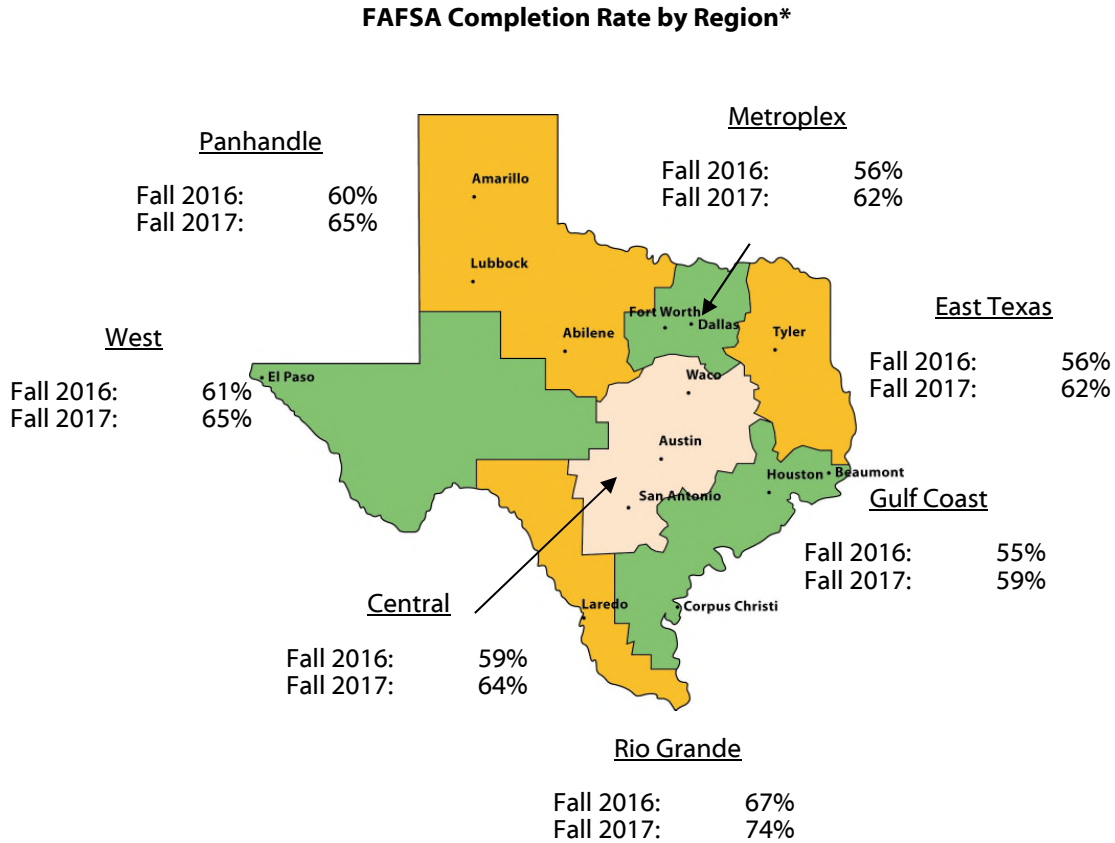 FAFSA Completion Rate by Region*
Metroplex
Fall 2016: 56%
Fall 2017: 62%
Panhandle
Fall 2016: 60%
Fall 2017: 65%
Amarillo
Lubbock
Abilene
Fort Worth
Dallas
Tyler
East Texas
Fall 2016: 56%
Fall 2017: 62%
West
Fall 2016: 61%
Fall 2017: 65%
El Paso
Waco
Austin
San Antonio
Houston
Beaumont
Gulf Coast
Fall 2016: 55%
Fall 2017: 59%
Central
Fall 2016: 59%
Fall 2017: 64%
Laredo
Corpus Christi
Rio Grande
Fall 2016: 67%
Fall 2017: 74%